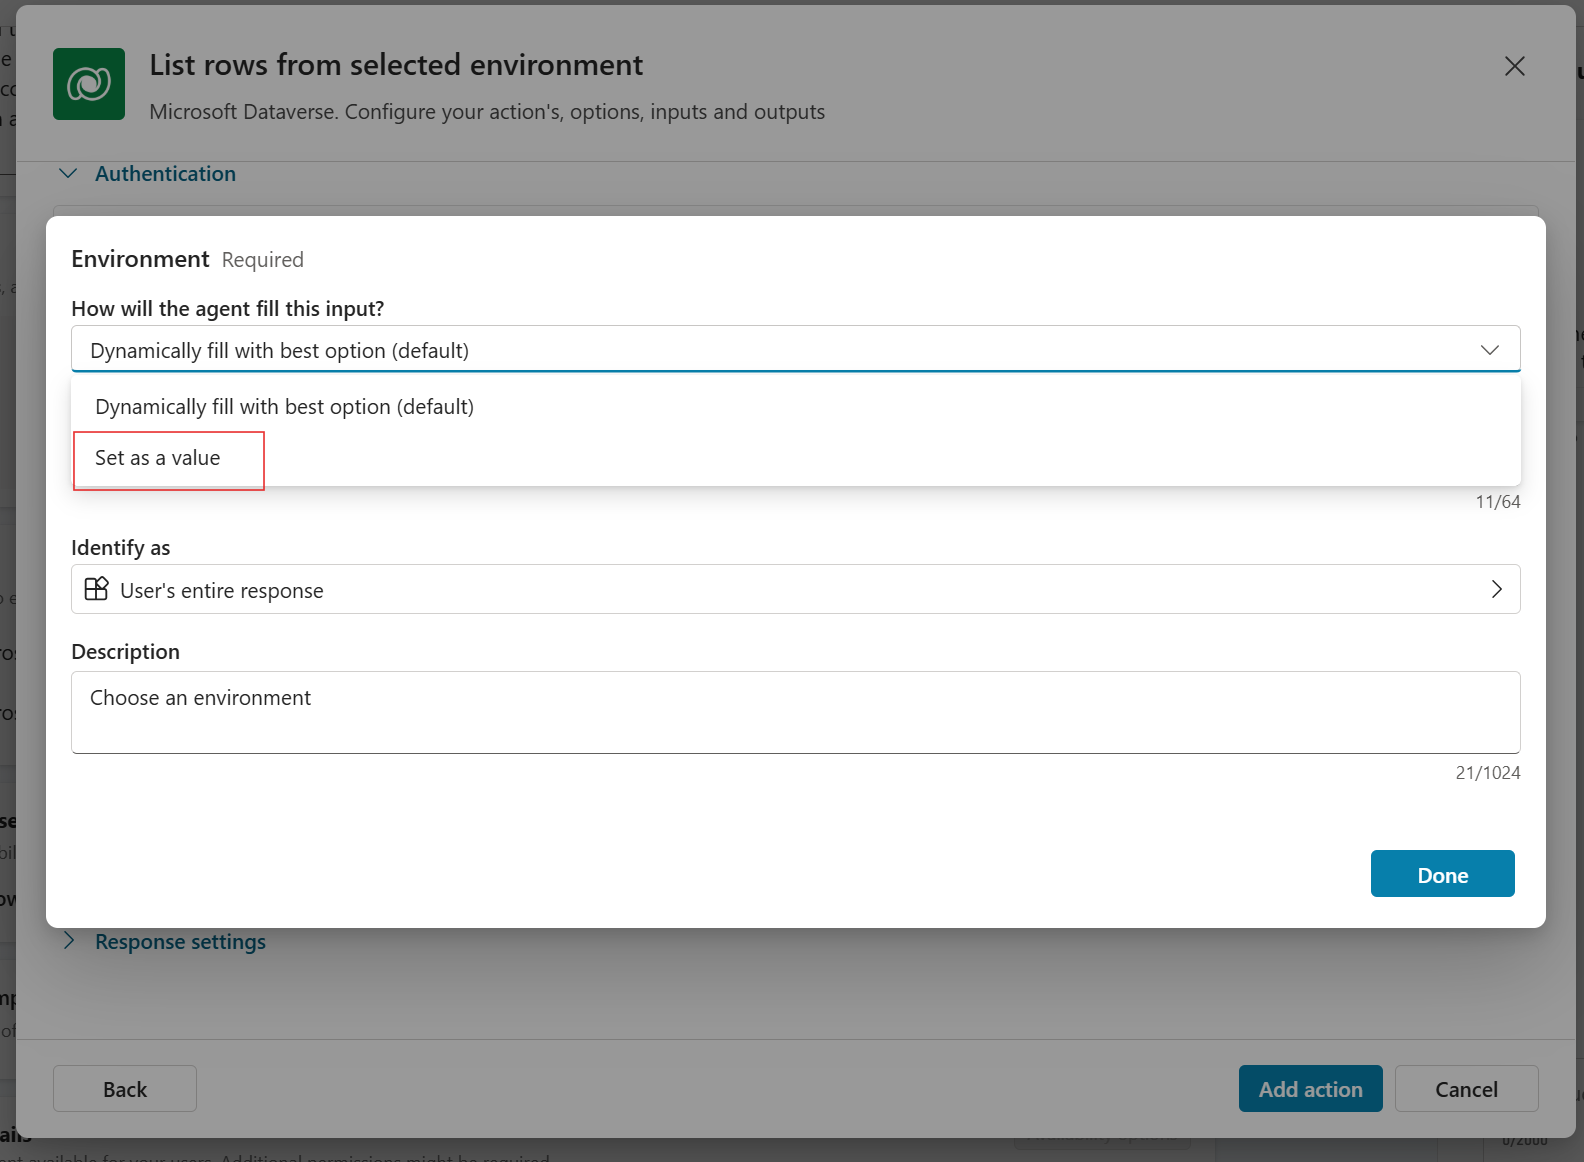 List rows from selected environment
Microsoft Dataverse. Configure your action's, options, inputs and outputs
Authentication
Environment Required
How will the agent fill this input?
Dynamically fill with best option (default)
Dynamically fill with best option (default)
Set as a value
11/64
Identify as
User's entire response
Description
Choose an environment
21/1024
Done
Response settings
Back
Add action
Cancel
0/2000